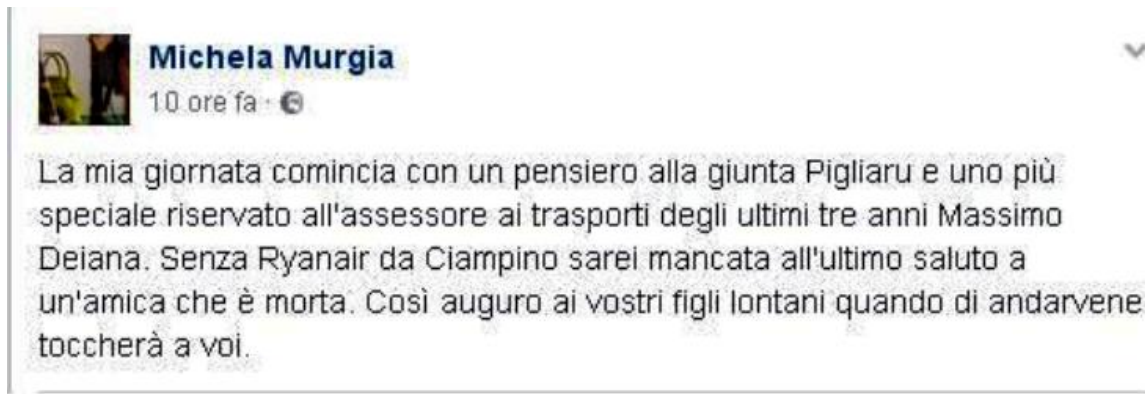 Michela Murgia
10 ore fa ·
La mia giornata comincia con un pensiero alla giunta Pigliaru e uno più
speciale riservato all'assessore ai trasporti degli ultimi tre anni Massimo
Deiana. Senza Ryanair da Ciampino sarei mancata all'ultimo saluto a
un'amica che è morta. Così auguro ai vostri figli lontani quando di andarvene
toccherà a voi.